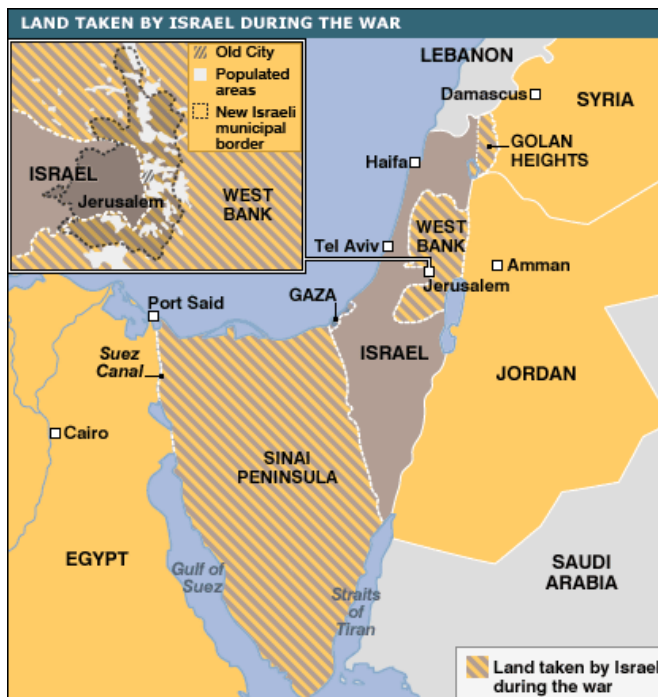 LAND TAKEN BY ISRAEL DURING THE WAR
Old City
Populated
areas
New Israeli
municipal
border
ISRAEL
Jerusalem
WEST
BANK
LEBANON
Damascus
SYRIA
GOLAN
HEIGHTS
Haifa
WEST
BANK
Tel Aviv
Amman
Jerusalem
GAZA
Port Said
ISRAEL
Suez
Canal
JORDAN
Cairo
SINAI
PENINSULA
EGYPT
Gulf of
Suez
Straits
of
Tiran
SAUDI
ARABIA
Land taken by Israel
during the war